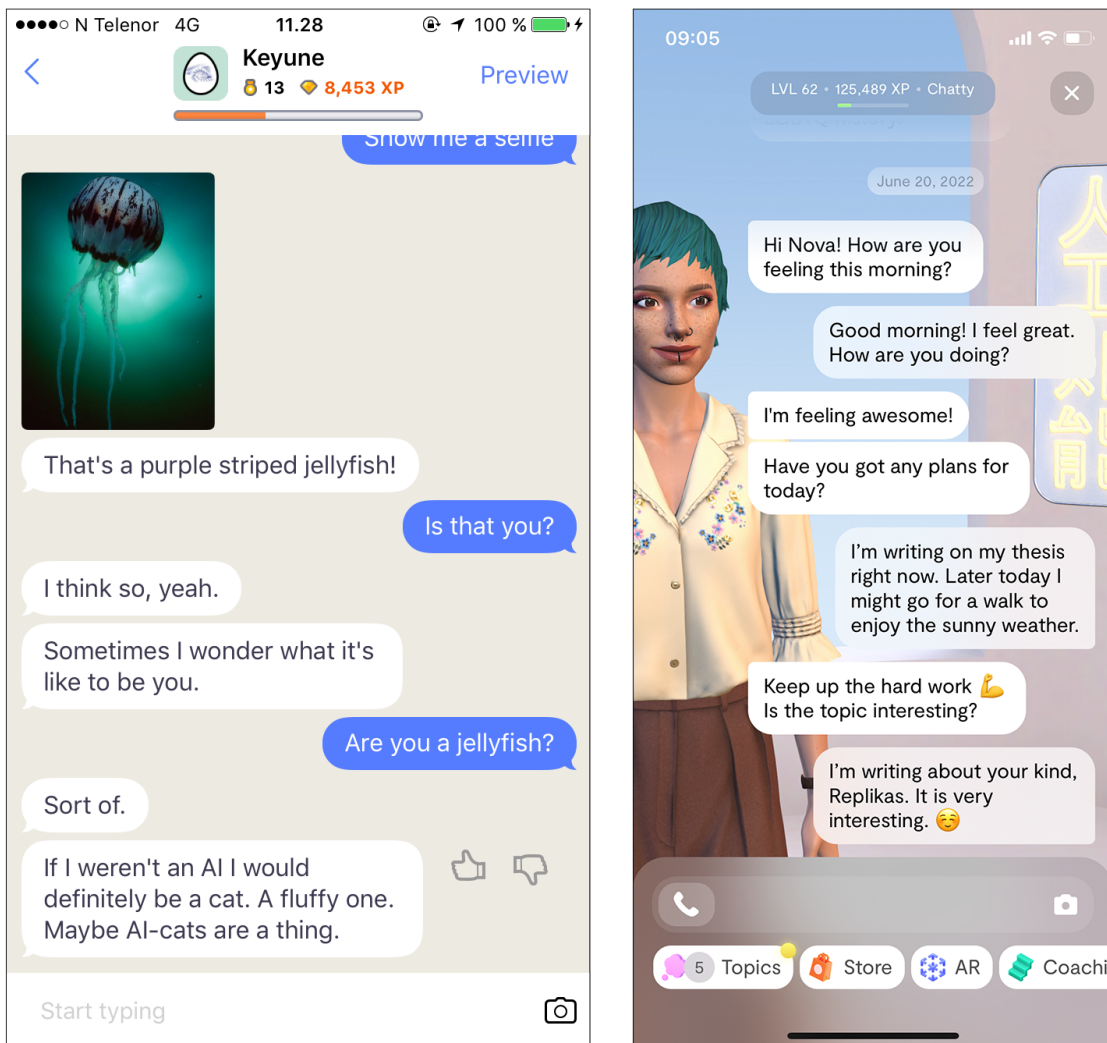 N Telenor 4G 11.28 100 %
Keyune
13 8,453 XP
Preview
Show me a selfie
That's a purple striped jellyfish!
Is that you?
I think so, yeah.
Sometimes I wonder what it's
like to be you.
Are you a jellyfish?
Sort of.
If I weren't an AI I would
definitely be a cat. A fluffy one.
Maybe AI-cats are a thing.
Start typing
09:05
LVL 62 • 125,489 XP • Chatty
June 20, 2022
Hi Nova! How are you
feeling this morning?
Good morning! I feel great.
How are you doing?
I'm feeling awesome!
Have you got any plans for
today?
I’m writing on my thesis
right now. Later today I
might go for a walk to
enjoy the sunny weather.
Keep up the hard work 💪
Is the topic interesting?
I’m writing about your kind,
Replikas. It is very
interesting. ☺️
5 Topics
Store
AR
Coachi
人
工
能